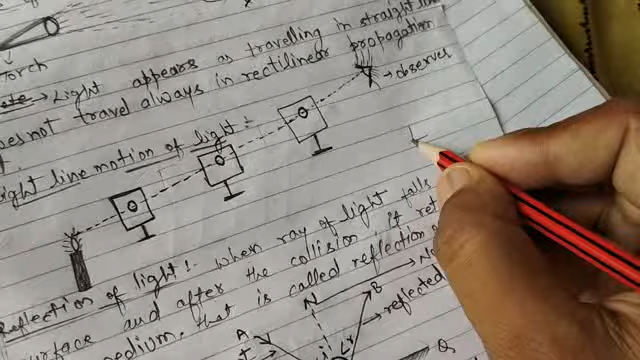 Torch
Note → Light appears as travelling in straight line
does not travel always in rectilinear propagation
→ observer
ight line motion of light :-
Reflection of light :- When ray of light falls
urface and after the collision it ret
medium, that is called reflection o
N
B
→ reflected
A
i
r